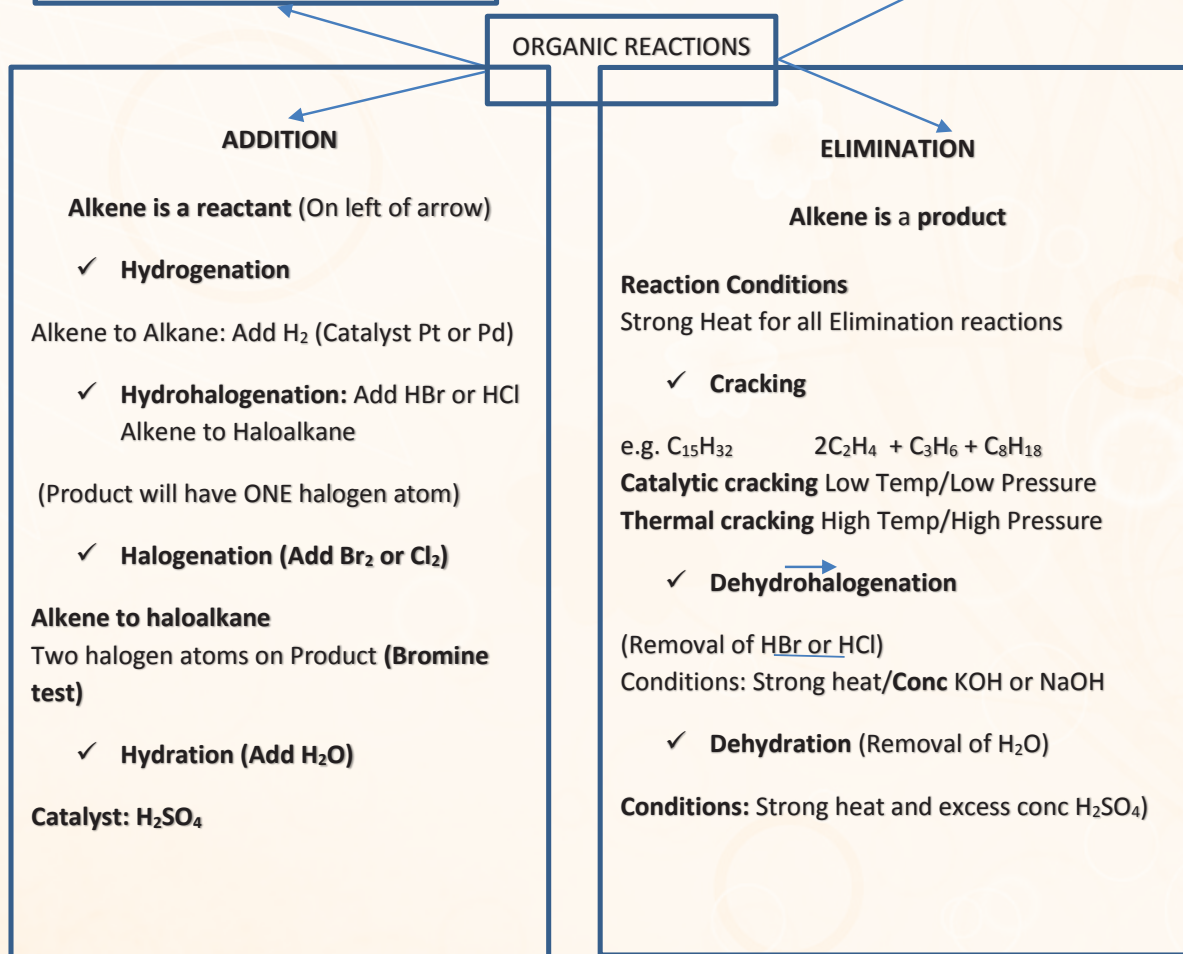 ORGANIC REACTIONS
ADDITION
Alkene is a reactant (On left of arrow)
✓ Hydrogenation
Alkene to Alkane: Add H₂ (Catalyst Pt or Pd)
✓ Hydrohalogenation: Add HBr or HCl
Alkene to Haloalkane
(Product will have ONE halogen atom)
✓ Halogenation (Add Br₂ or Cl₂)
Alkene to haloalkane
Two halogen atoms on Product (Bromine
test)
✓ Hydration (Add H₂O)
Catalyst: H₂SO₄
ELIMINATION
Alkene is a product
Reaction Conditions
Strong Heat for all Elimination reactions
✓ Cracking
e.g. C₁₅H₃₂ 2C₂H₄ + C₃H₆ + C₈H₁₈
Catalytic cracking Low Temp/Low Pressure
Thermal cracking High Temp/High Pressure
✓ Dehydrohalogenation
(Removal of HBr or HCl)
Conditions: Strong heat/Conc KOH or NaOH
✓ Dehydration (Removal of H₂O)
Conditions: Strong heat and excess conc H₂SO₄)